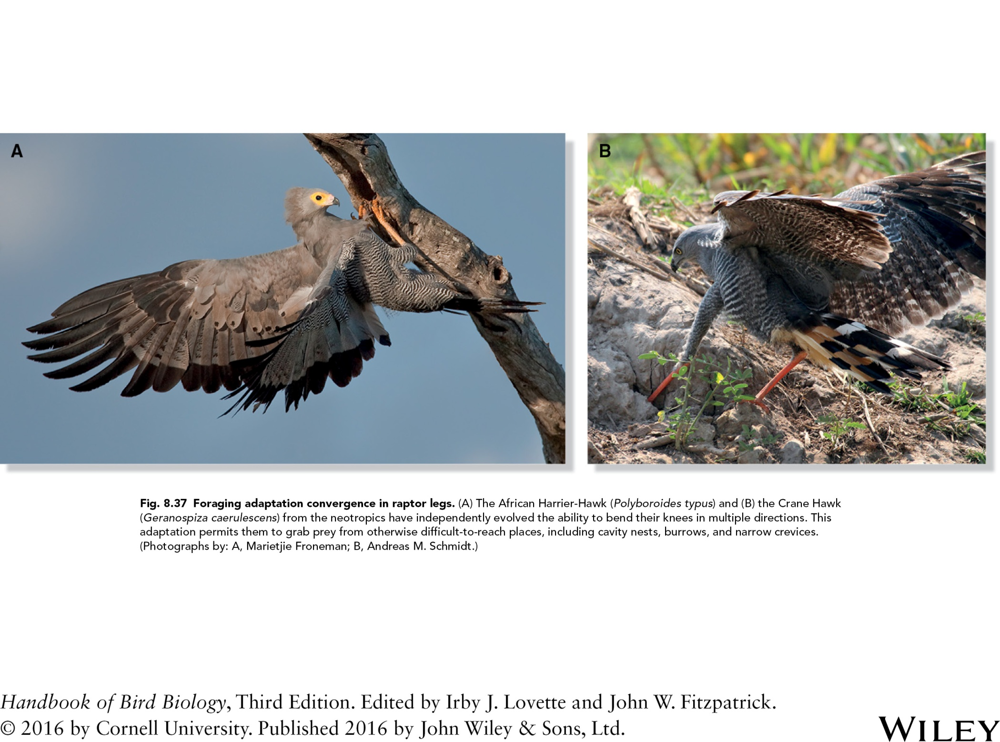 A
B
Fig. 8.37 Foraging adaptation convergence in raptor legs. (A) The African Harrier-Hawk (Polyboroides typus) and (B) the Crane Hawk
(Geranospiza caerulescens) from the neotropics have independently evolved the ability to bend their knees in multiple directions. This
adaptation permits them to grab prey from otherwise difficult-to-reach places, including cavity nests, burrows, and narrow crevices.
(Photographs by: A, Marietjie Froneman; B, Andreas M. Schmidt.)
Handbook of Bird Biology, Third Edition. Edited by Irby J. Lovette and John W. Fitzpatrick.
© 2016 by Cornell University. Published 2016 by John Wiley & Sons, Ltd.
WILEY